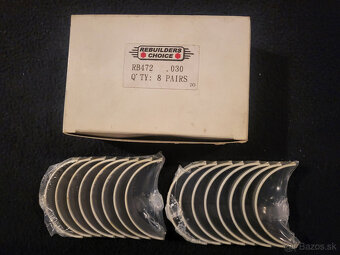 REBUILDERS
CHOICE
RB472 .030
Q'TY: 8 PAIRS
Bazos.sk